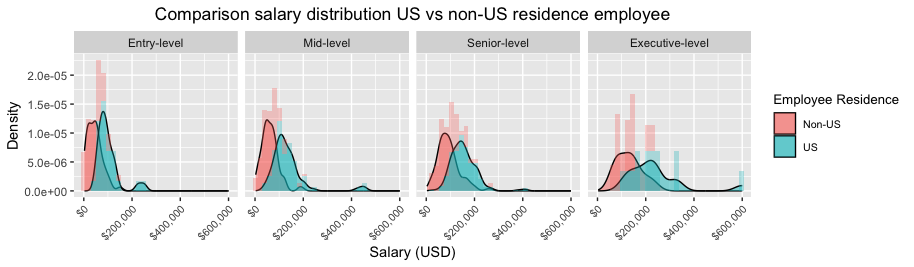 Comparison salary distribution US vs non-US residence employee
Entry-level
Mid-level
Senior-level
Executive-level
Density
2.0e-05
1.5e-05
1.0e-05
5.0e-06
0.0e+00
$0
$200,000
$400,000
$600,000
$0
$200,000
$400,000
$600,000
$0
$200,000
$400,000
$600,000
$0
$200,000
$400,000
$600,000
Salary (USD)
Employee Residence
Non-US
US